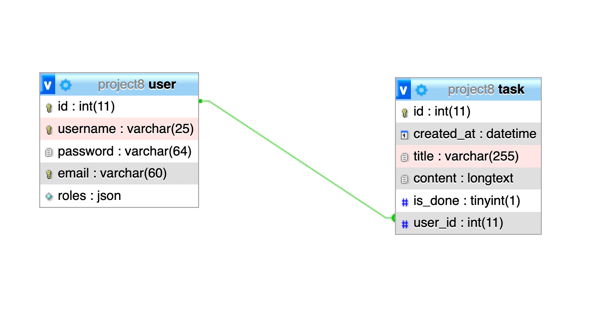 v project8 user
id : int(11)
username : varchar(25)
password : varchar(64)
email : varchar(60)
roles : json
v project8 task
id : int(11)
created_at : datetime
title : varchar(255)
content : longtext
# is_done : tinyint(1)
# user_id : int(11)